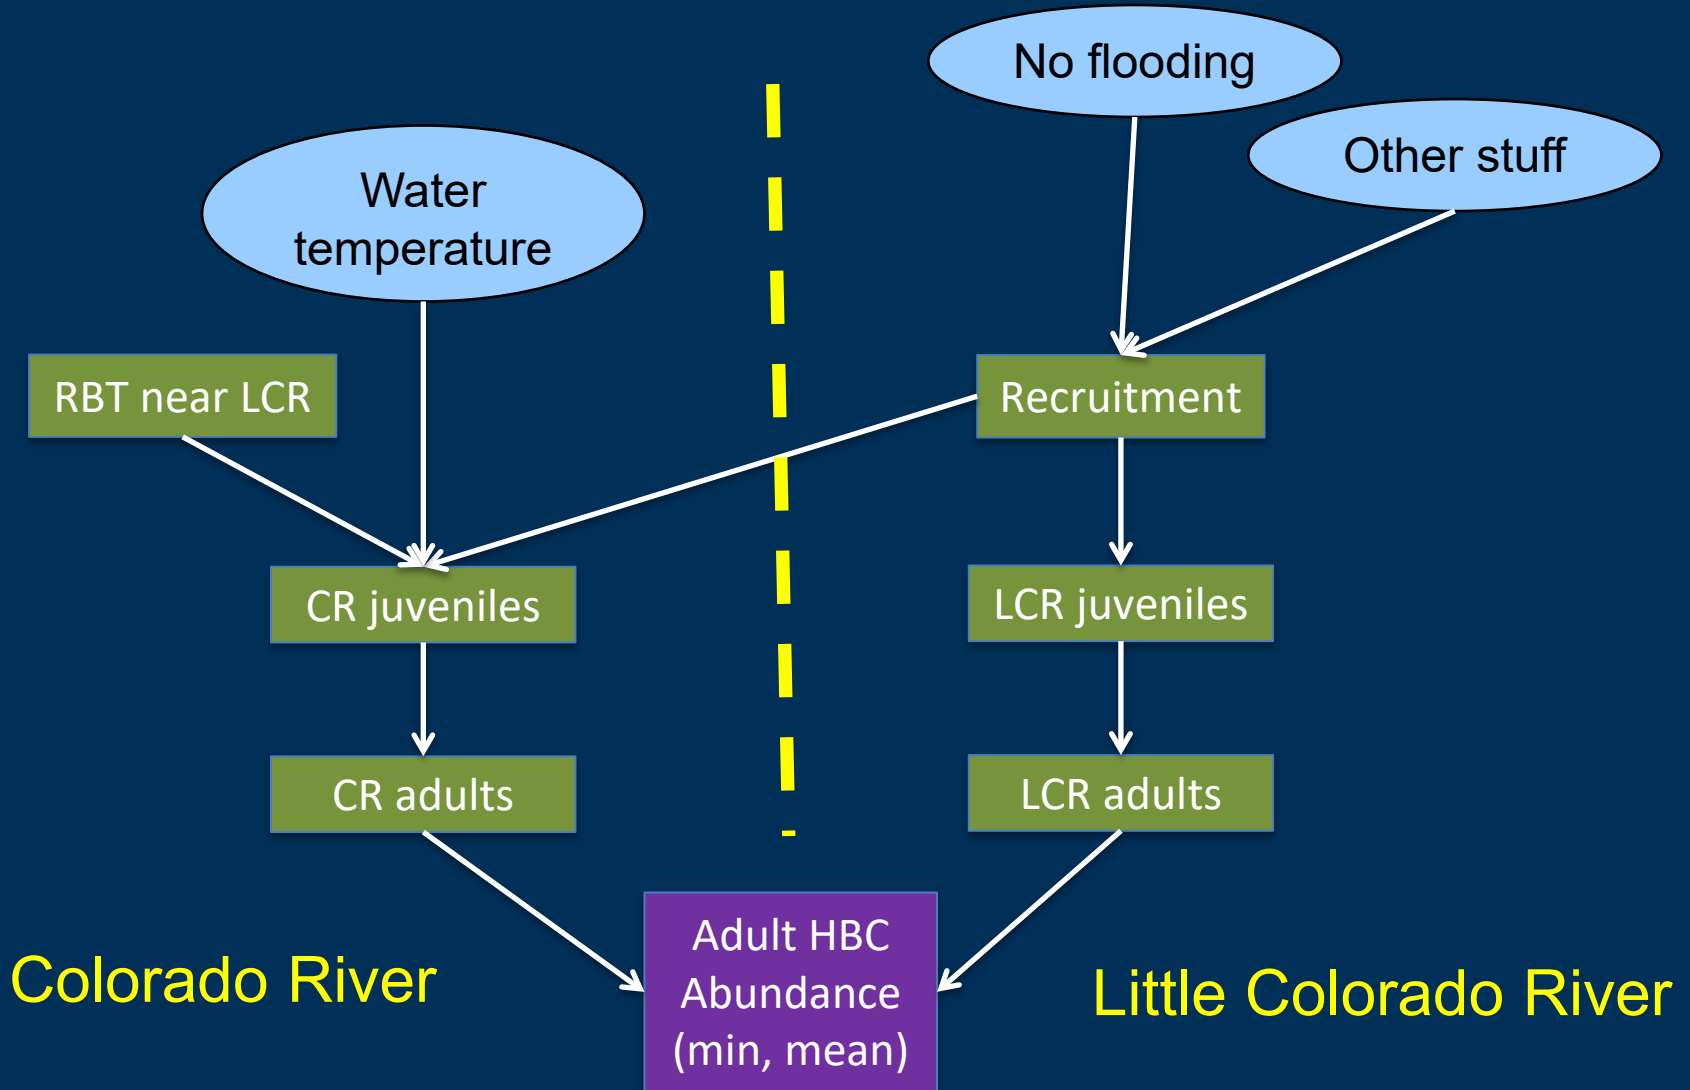 No flooding
Other stuff
Water
temperature
RBT near LCR
Recruitment
CR juveniles
LCR juveniles
CR adults
LCR adults
Adult HBC
Abundance
(min, mean)
Colorado River
Little Colorado River